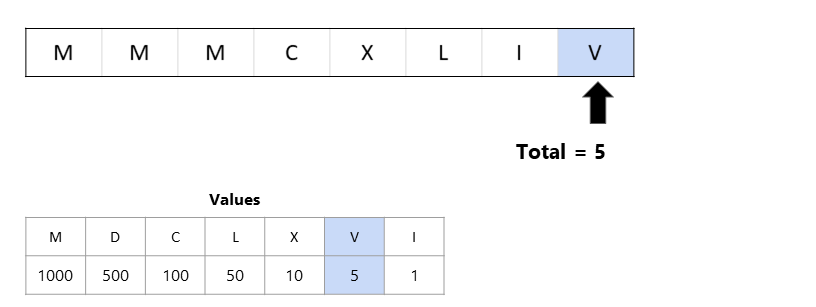 M M M C X L I V
Total = 5
Values
M D C L X V I
1000 500 100 50 10 5 1